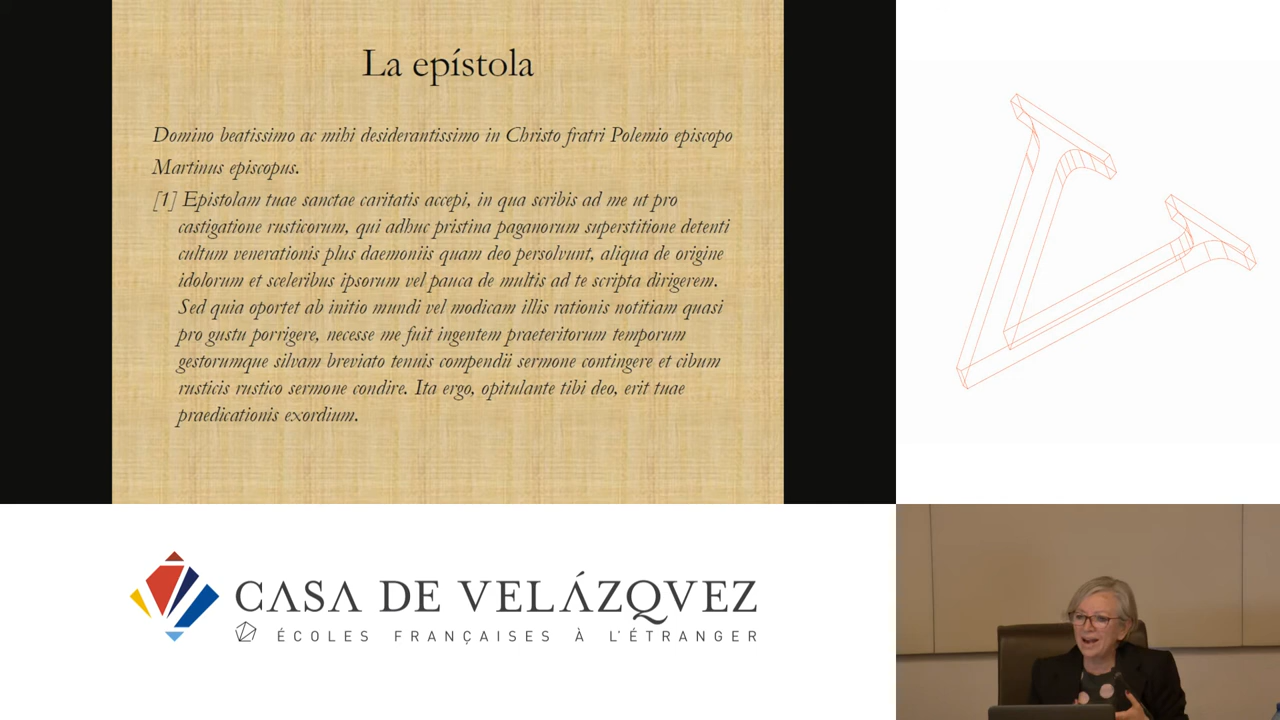 La epístola
Domino beatissimo ac mihi desiderantissimo in Christo fratri Polemio episcopo
Martinus episcopus.
[1] Epistolam tuae sanctae caritatis accepi, in qua scribis ad me ut pro
castigatione rusticorum, qui adhuc pristina paganorum superstitione detenti
cultum venerationis plus daemoniis quam deo persolvunt, aliqua de origine
idolorum et sceleribus ipsorum vel pauca de multis ad te scripta dirigerem.
Sed quia oportet ab initio mundi vel modicam illis rationis notitiam quasi
pro gustu porrigere, necesse me fuit ingentem praeteritorum temporum
gestorumque silvam breviato tenuis compendii sermone contingere et cibum
rusticis rustico sermone condire. Ita ergo, opitulante tibi deo, erit tuae
praedicationis exordium.
CASA DE VELÁZQVEZ
ÉCOLES FRANÇAISES À L'ÉTRANGER